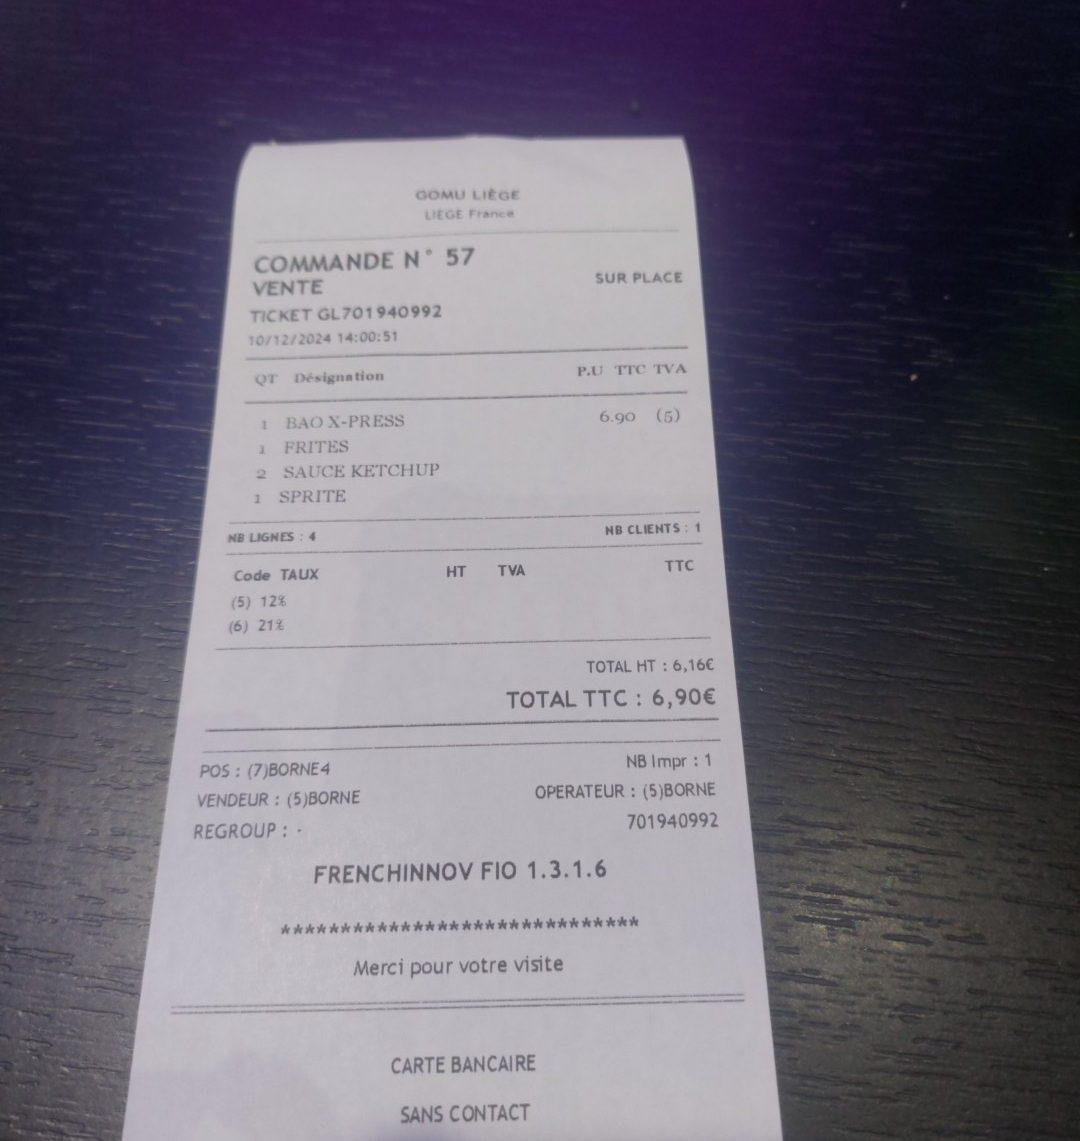 GOMU LIÈGE
LIEGE France
COMMANDE N° 57
VENTE SUR PLACE
TICKET GL701940992
10/12/2024 14:00:51
QT Désignation P.U TTC TVA
1 BAO X-PRESS 6.90 (5)
1 FRITES
2 SAUCE KETCHUP
1 SPRITE
NB LIGNES : 4 NB CLIENTS : 1
Code TAUX HT TVA TTC
(5) 12%
(6) 21%
TOTAL HT : 6,16€
TOTAL TTC : 6,90€
POS : (7)BORNE4 NB Impr : 1
VENDEUR : (5)BORNE OPERATEUR : (5)BORNE
REGROUP : - 701940992
FRENCHINNOV FIO 1.3.1.6
******************************
Merci pour votre visite
CARTE BANCAIRE
SANS CONTACT